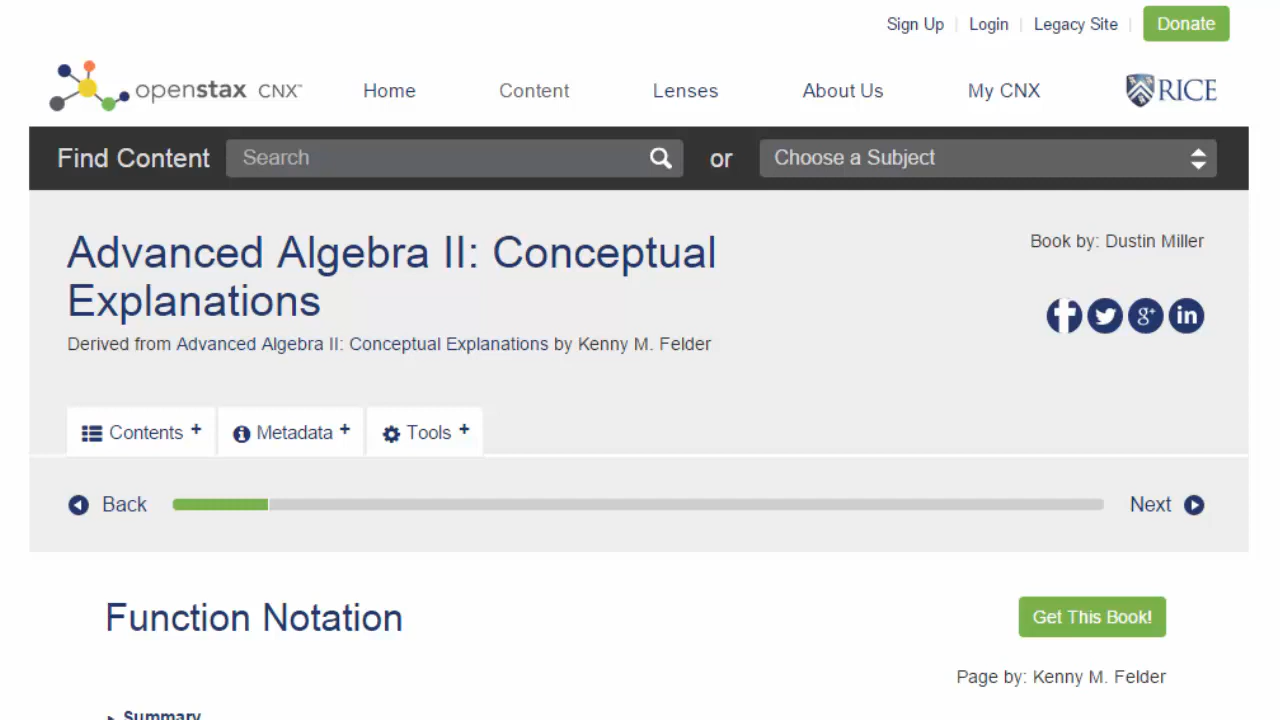 Sign Up | Login | Legacy Site | Donate
openstax CNX™ Home Content Lenses About Us My CNX RICE
Find Content Search or Choose a Subject
Advanced Algebra II: Conceptual
Explanations
Book by: Dustin Miller
Derived from Advanced Algebra II: Conceptual Explanations by Kenny M. Felder
Contents + Metadata + Tools +
Back Next
Function Notation Get This Book!
Page by: Kenny M. Felder
Summary